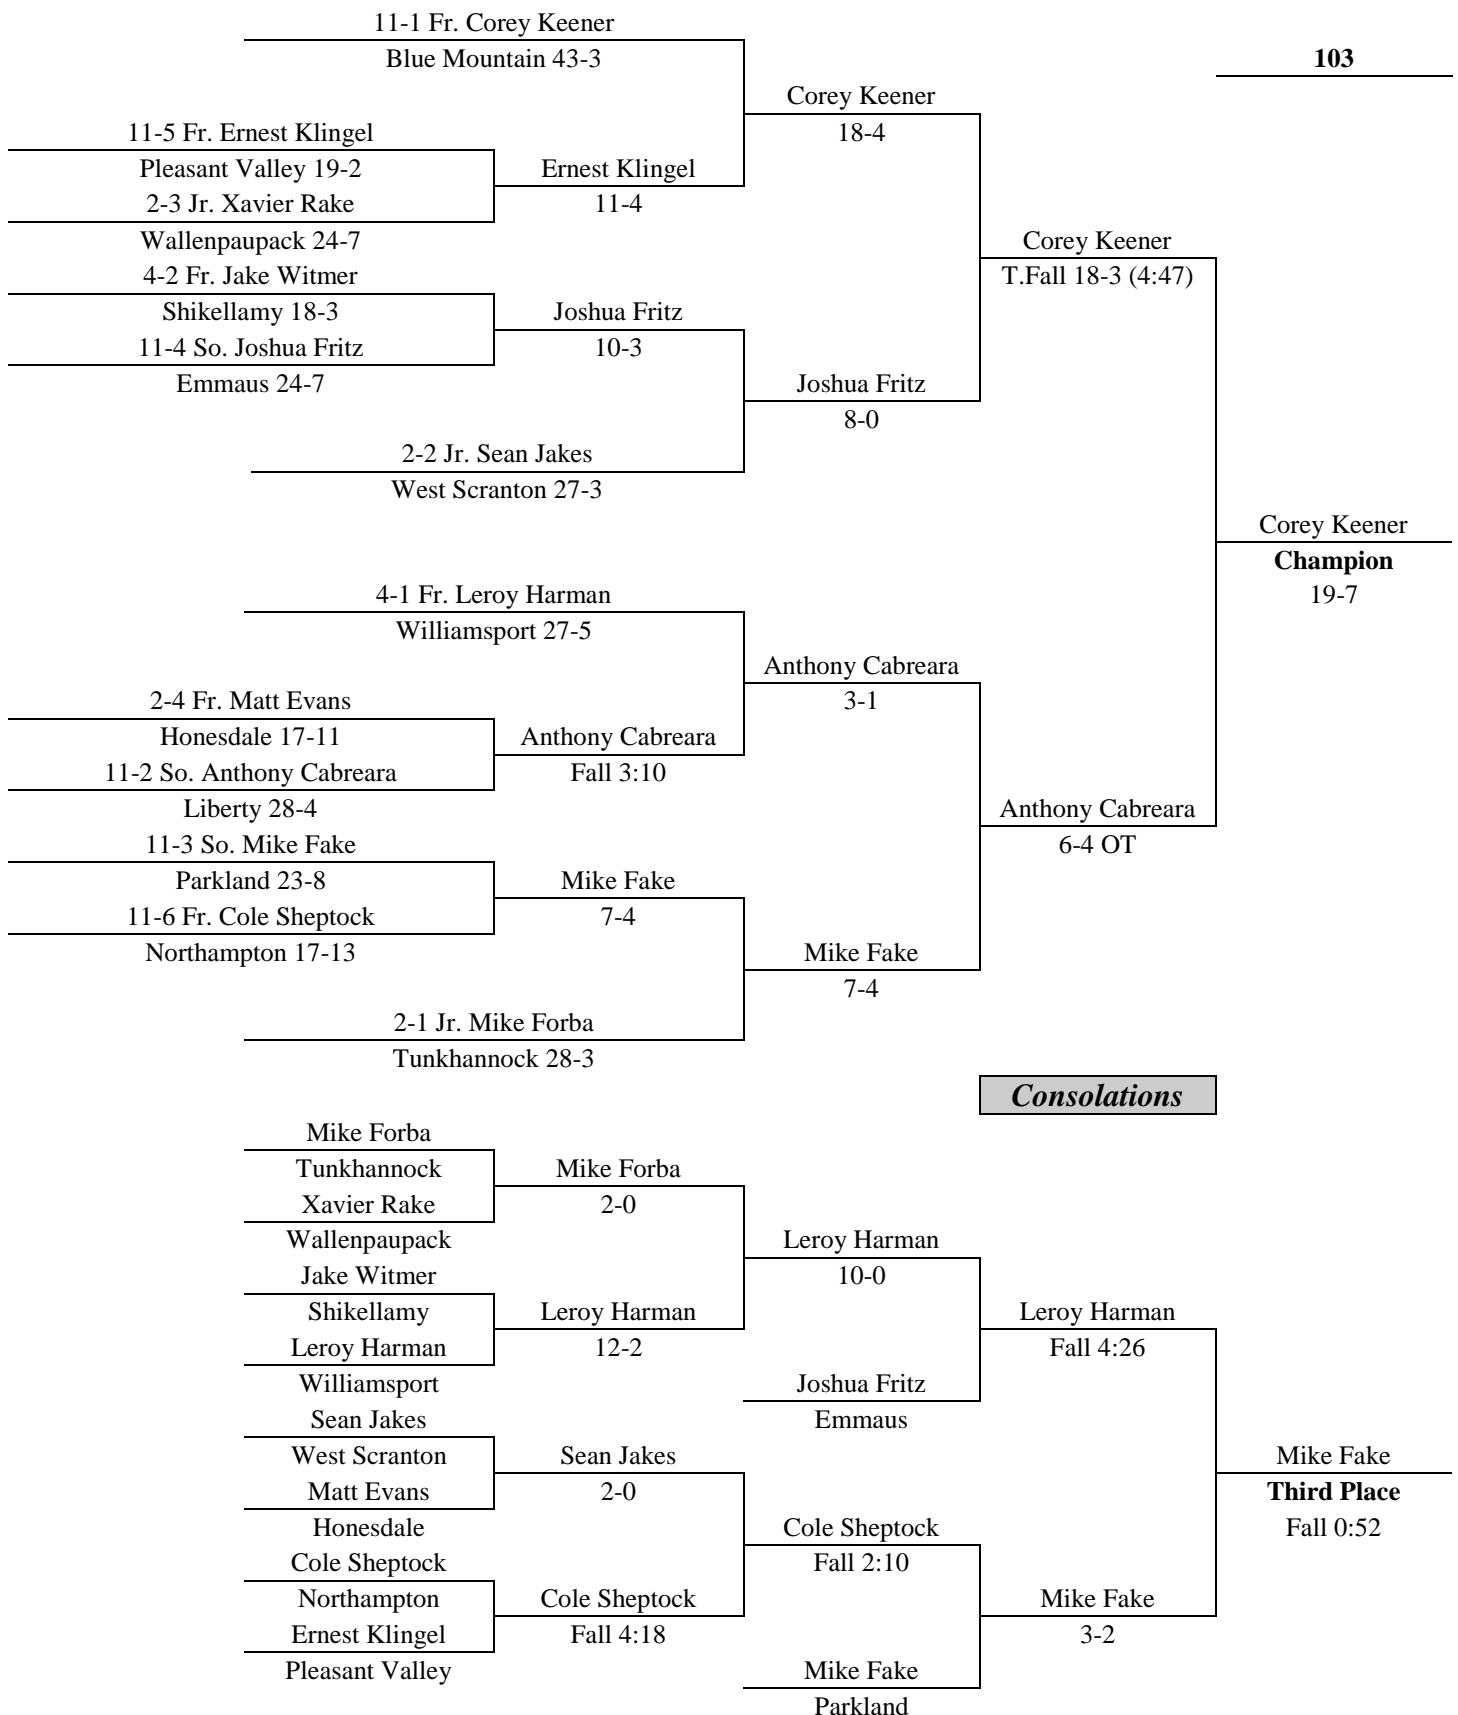 11-1 Fr. Corey Keener
Blue Mountain 43-3
103
Corey Keener
18-4
11-5 Fr. Ernest Klingel
Pleasant Valley 19-2
Ernest Klingel
2-3 Jr. Xavier Rake
11-4
Wallenpaupack 24-7
Corey Keener
4-2 Fr. Jake Witmer
T.Fall 18-3 (4:47)
Shikellamy 18-3
Joshua Fritz
11-4 So. Joshua Fritz
10-3
Emmaus 24-7
Joshua Fritz
8-0
2-2 Jr. Sean Jakes
West Scranton 27-3
Corey Keener
Champion
19-7
4-1 Fr. Leroy Harman
Williamsport 27-5
Anthony Cabreara
3-1
2-4 Fr. Matt Evans
Honesdale 17-11
Anthony Cabreara
11-2 So. Anthony Cabreara
Fall 3:10
Liberty 28-4
Anthony Cabreara
11-3 So. Mike Fake
6-4 OT
Parkland 23-8
Mike Fake
11-6 Fr. Cole Sheptock
7-4
Northampton 17-13
Mike Fake
7-4
2-1 Jr. Mike Forba
Tunkhannock 28-3
Consolations
Mike Forba
Tunkhannock
Mike Forba
Xavier Rake
2-0
Wallenpaupack
Leroy Harman
Jake Witmer
10-0
Shikellamy
Leroy Harman
Leroy Harman
Leroy Harman
12-2
Fall 4:26
Williamsport
Joshua Fritz
Sean Jakes
Emmaus
West Scranton
Sean Jakes
Mike Fake
Matt Evans
2-0
Third Place
Honesdale
Cole Sheptock
Fall 0:52
Cole Sheptock
Fall 2:10
Northampton
Cole Sheptock
Mike Fake
Ernest Klingel
Fall 4:18
3-2
Pleasant Valley
Mike Fake
Parkland